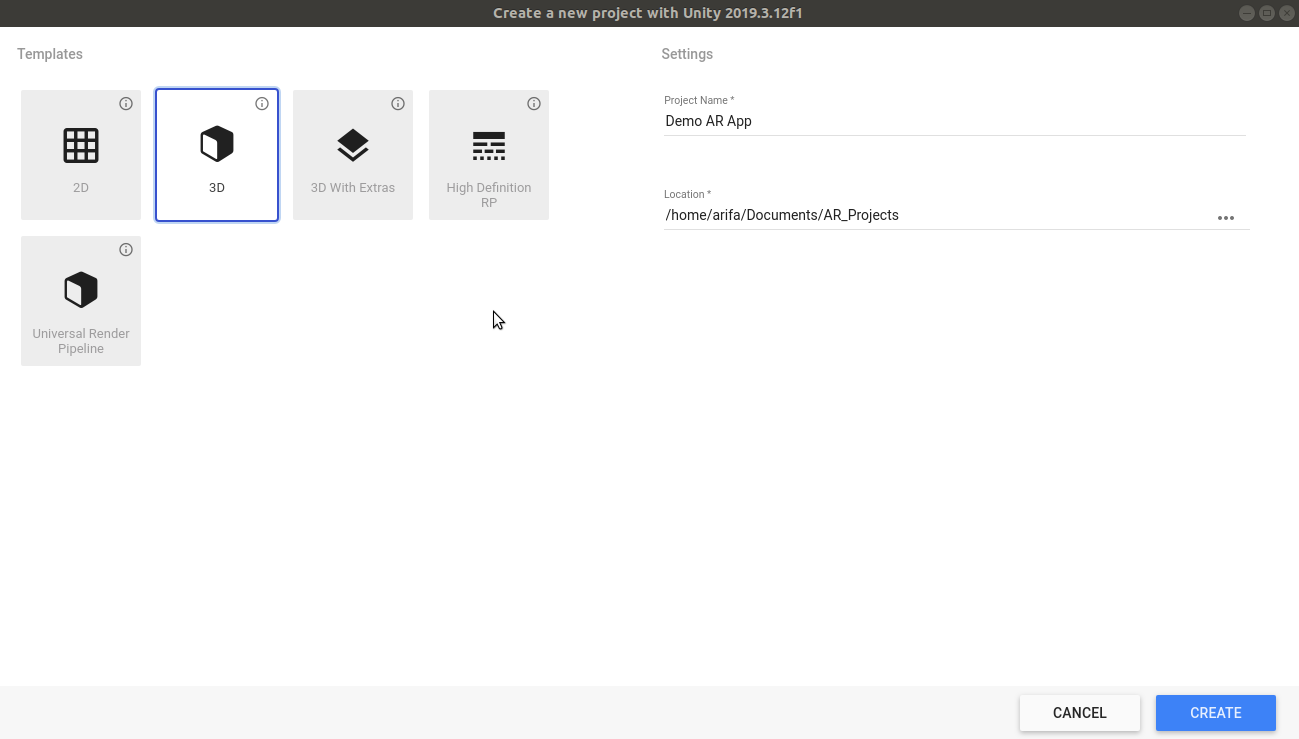 Create a new project with Unity 2019.3.12f1
Templates
2D
3D
3D With Extras
High Definition
RP
Universal Render
Pipeline
Settings
Project Name *
Demo AR App
Location *
/home/arifa/Documents/AR_Projects
CANCEL
CREATE